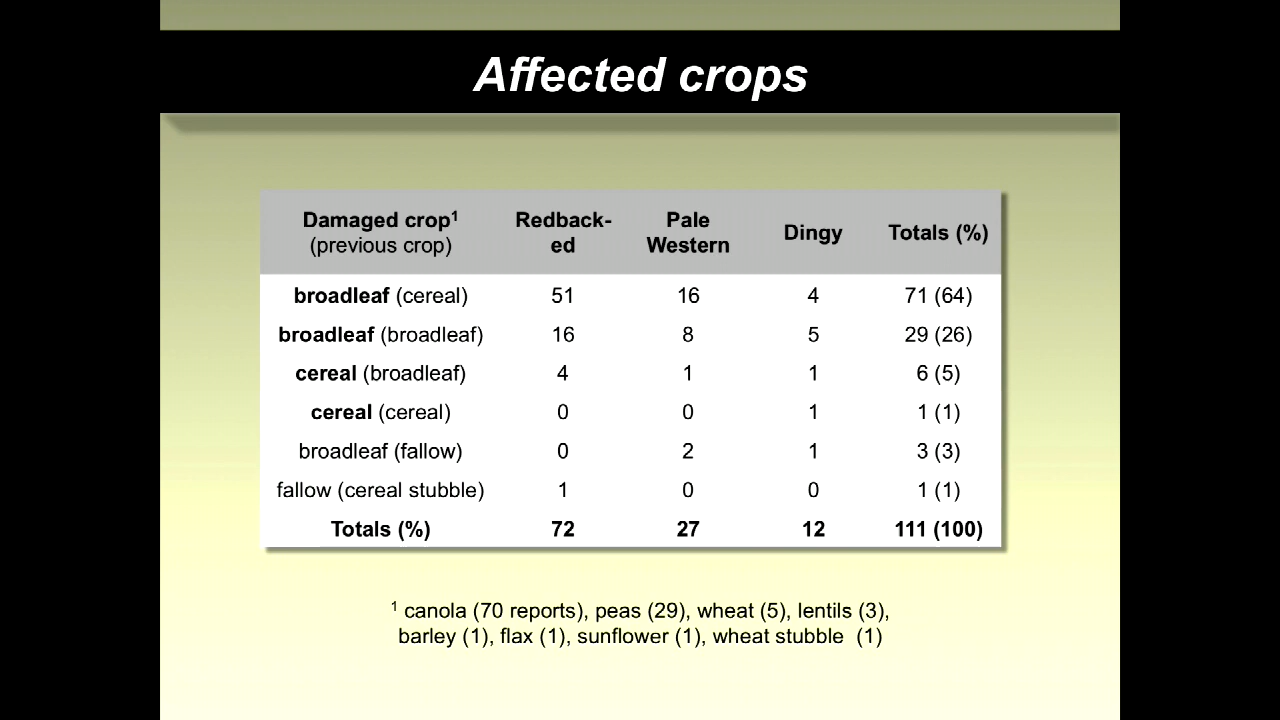 Affected crops
Damaged crop¹ Redback- Pale Dingy Totals (%)
(previous crop) ed Western
broadleaf (cereal) 51 16 4 71 (64)
broadleaf (broadleaf) 16 8 5 29 (26)
cereal (broadleaf) 4 1 1 6 (5)
cereal (cereal) 0 0 1 1 (1)
broadleaf (fallow) 0 2 1 3 (3)
fallow (cereal stubble) 1 0 0 1 (1)
Totals (%) 72 27 12 111 (100)
¹ canola (70 reports), peas (29), wheat (5), lentils (3),
barley (1), flax (1), sunflower (1), wheat stubble (1)